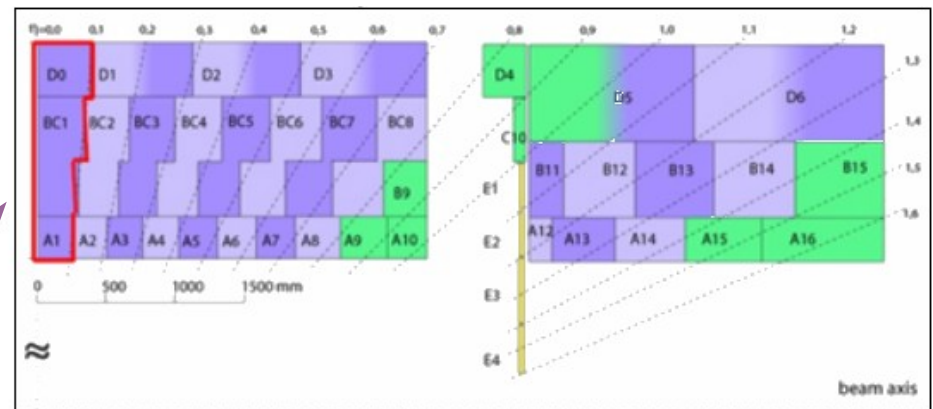 η=0,0 0,1 0,2 0,3 0,4 0,5 0,6 0,7 0,8 0,9 1,0 1,1 1,2
D0 D1 D2 D3 D4 D5 D6 1,3
BC1 BC2 BC3 BC4 BC5 BC6 BC7 BC8 C10 1,4
B9 E1 B11 B12 B13 B14 B15 1,5
A1 A2 A3 A4 A5 A6 A7 A8 A9 A10 E2 A12 A13 A14 A15 A16 1,6
0 500 1000 1500 mm E3
≈ E4
beam axis